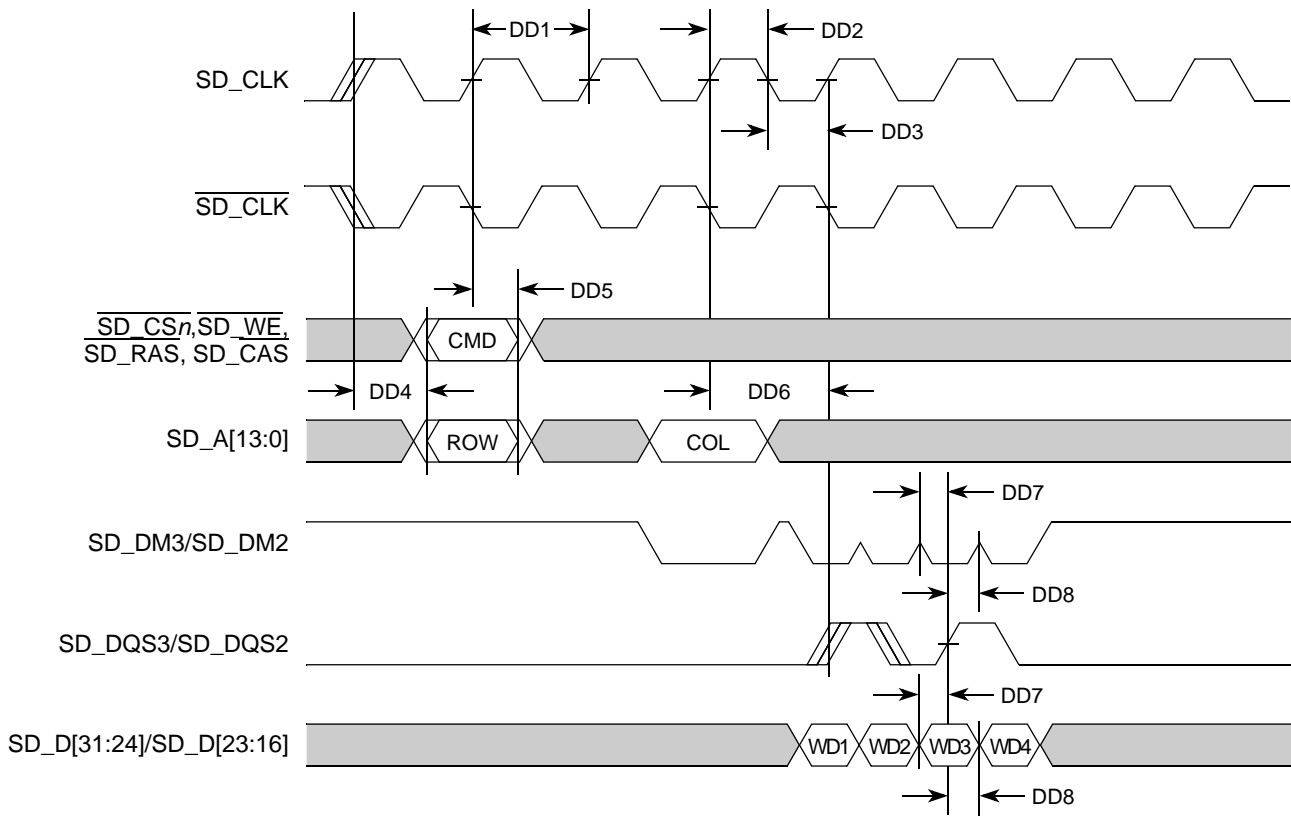 DD1
DD2
SD_CLK
DD3
SD_CLK
DD5
SD_CSn,SD_WE,
SD_RAS, SD_CAS
CMD
DD4
DD6
SD_A[13:0]
ROW
COL
DD7
SD_DM3/SD_DM2
DD8
SD_DQS3/SD_DQS2
DD7
SD_D[31:24]/SD_D[23:16]
WD1
WD2
WD3
WD4
DD8